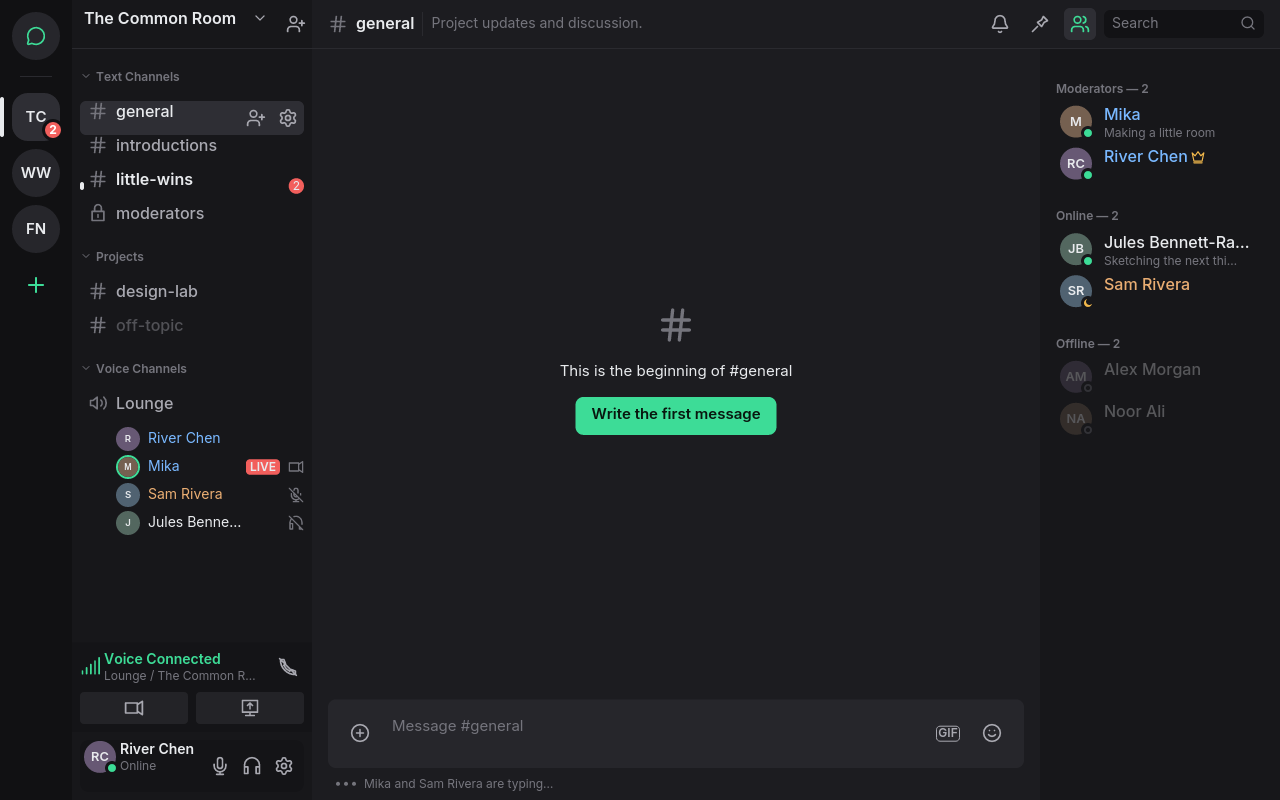 The Common Room
general
Project updates and discussion.
Search
TC
2
WW
FN
Text Channels
general
introductions
little-wins
2
moderators
Projects
design-lab
off-topic
Voice Channels
Lounge
R
River Chen
M
Mika
LIVE
S
Sam Rivera
J
Jules Benne...
Voice Connected
Lounge / The Common R...
RC
River Chen
Online
This is the beginning of #general
Write the first message
Message #general
GIF
Mika and Sam Rivera are typing...
Moderators — 2
M
Mika
Making a little room
RC
River Chen
Online — 2
JB
Jules Bennett-Ra...
Sketching the next thi...
SR
Sam Rivera
Offline — 2
AM
Alex Morgan
NA
Noor Ali